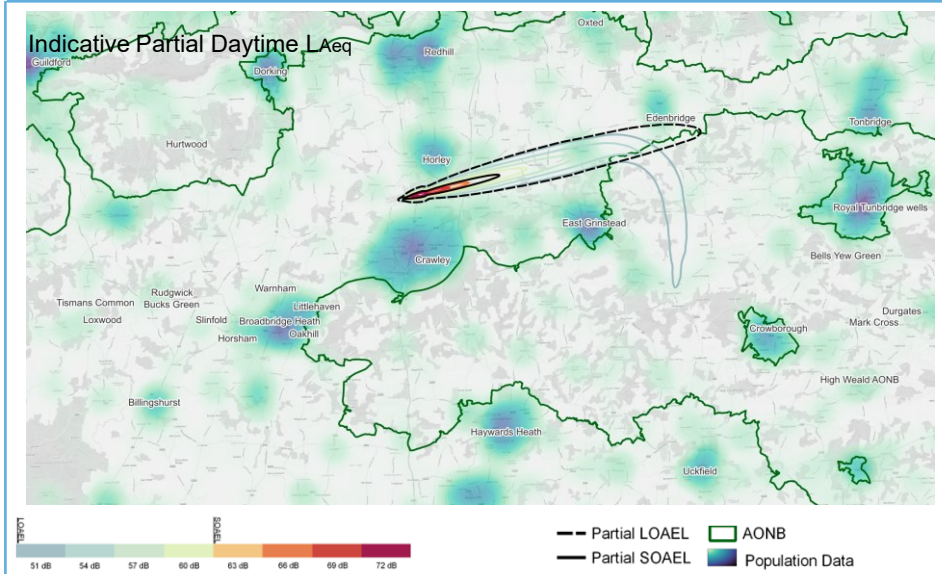 Indicative Partial Daytime LAeq
Oxted
Redhill
Guildford
Dorking
Edenbridge
Tonbridge
Hurtwood
Horley
Royal Tunbridge wells
East Grinstead
Crawley
Bells Yew Green
Warnham
Rudgwick
Tismans Common
Bucks Green
Littlehaven
Durgates
Loxwood
Slinfold
Broadbridge Heath
Mark Cross
Oakhill
Crowborough
Horsham
High Weald AONB
Billingshurst
Haywards Heath
Uckfield
LOAEL
SOAEL
51 dB
54 dB
57 dB
60 dB
63 dB
66 dB
69 dB
72 dB
Partial LOAEL
AONB
Partial SOAEL
Population Data